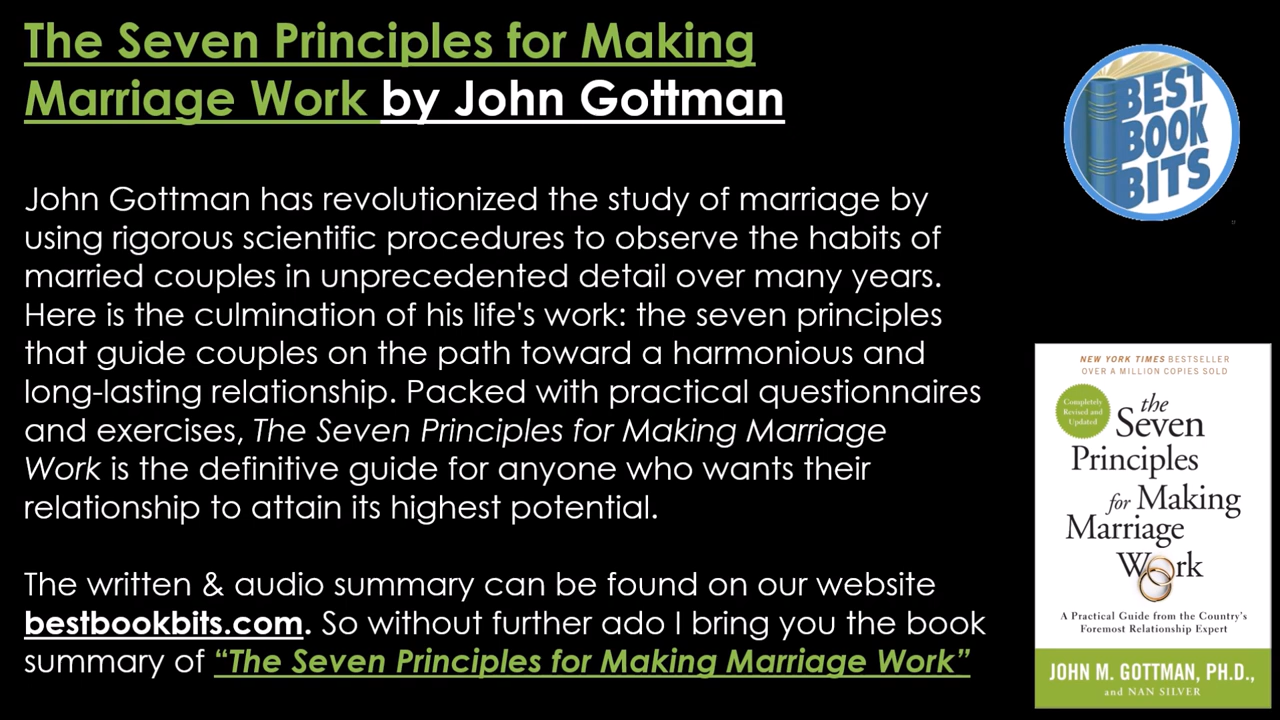 The Seven Principles for Making
Marriage Work by John Gottman
John Gottman has revolutionized the study of marriage by
using rigorous scientific procedures to observe the habits of
married couples in unprecedented detail over many years.
Here is the culmination of his life's work: the seven principles
that guide couples on the path toward a harmonious and
long-lasting relationship. Packed with practical questionnaires
and exercises, The Seven Principles for Making Marriage
Work is the definitive guide for anyone who wants their
relationship to attain its highest potential.
The written & audio summary can be found on our website
bestbookbits.com. So without further ado I bring you the book
summary of “The Seven Principles for Making Marriage Work”
BEST
BOOK
BITS
NEW YORK TIMES BESTSELLER
OVER A MILLION COPIES SOLD
Completely
Revised and
Updated
the
Seven
Principles
for Making
Marriage
Work
A Practical Guide from the Country's
Foremost Relationship Expert
JOHN M. GOTTMAN, PH.D.,
and NAN SILVER